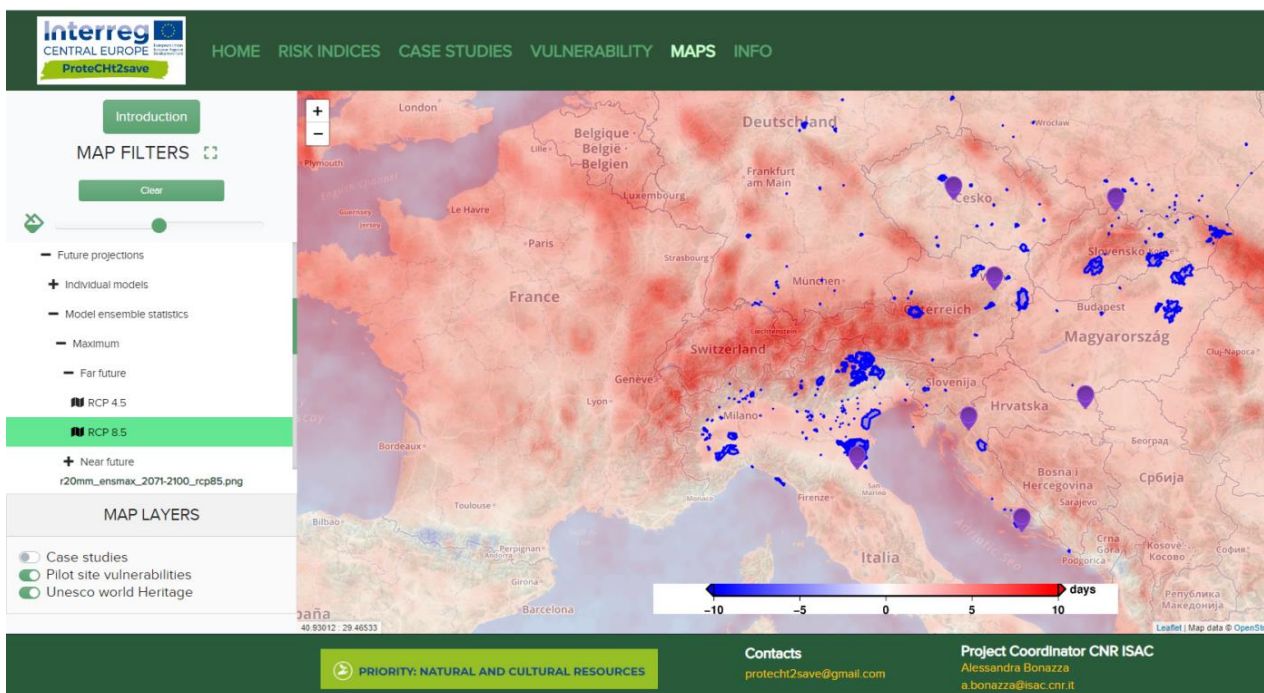 Interreg
CENTRAL EUROPE
ProteCHt2save
HOME RISK INDICES CASE STUDIES VULNERABILITY MAPS INFO
Introduction
MAP FILTERS
Clear
Future projections
Individual models
Model ensemble statistics
Maximum
Far future
RCP 4.5
RCP 8.5
Near future
r20mm_ensmax_2071-2100_rcp85.png
MAP LAYERS
Case studies
Pilot site vulnerabilities
Unesco world Heritage
+
−
London
Deutschland
Wrocław
Belgique
België
Belgien
Lille
Plymouth
English Channel
Frankfurt
am Main
Česko
Luxembourg
Guernsey
Jersey
Le Havre
Paris
Strasbourg
Slovensko
München
France
Österreich
Budapest
Liechtenstein
Magyarország
Switzerland
Cluj-Napoca
Genève
Slovenija
Lyon
Hrvatska
Milano
Bordeaux
Београд
Bosna i
Hercegovina
Србија
San
Marino
Firenze
Sarajevo
Toulouse
Monaco
Bilbao
Adriatic Sea
Crna
Gora
Kosovë
Косово
София
Perpignan
Andorra
Podgorica
Italia
Girona
days
Република
Македонија
Barcelona
−10 −5 0 5 10
40.93012 : 29.46533
Leaflet | Map data © OpenSt
PRIORITY: NATURAL AND CULTURAL RESOURCES
Contacts
protecht2save@gmail.com
Project Coordinator CNR ISAC
Alessandra Bonazza
a.bonazza@isac.cnr.it